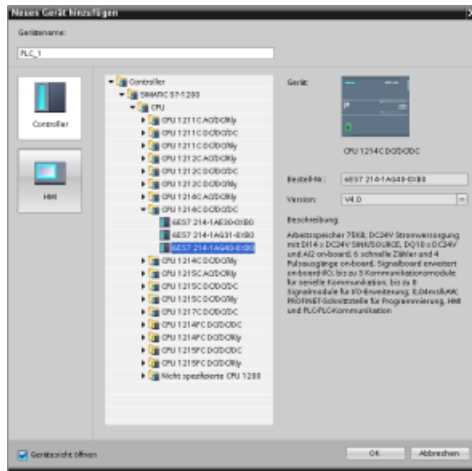 Neues Gerät hinzufügen
Gerätename:
PLC_1
Controller
HMI
Controller
SIMATIC S7-1200
CPU
CPU 1211C AC/DC/Rly
CPU 1211C DC/DC/DC
CPU 1211C DC/DC/Rly
CPU 1212C AC/DC/Rly
CPU 1212C DC/DC/DC
CPU 1212C DC/DC/Rly
CPU 1214C AC/DC/Rly
CPU 1214C DC/DC/DC
6ES7 214-1AE30-0XB0
6ES7 214-1AG31-0XB0
6ES7 214-1AG40-0XB0
CPU 1214C DC/DC/Rly
CPU 1215C AC/DC/Rly
CPU 1215C DC/DC/DC
CPU 1215C DC/DC/Rly
CPU 1217C DC/DC/DC
CPU 1214FC DC/DC/DC
CPU 1214FC DC/DC/Rly
CPU 1215FC DC/DC/DC
CPU 1215FC DC/DC/Rly
Nicht spezifizierte CPU 1200
Gerät:
CPU 1214C DC/DC/DC
Bestell-Nr.: 6ES7 214-1AG40-0XB0
Version: V4.0
Beschreibung:
Arbeitsspeicher 75KB, DC24V Stromversorgung
mit DI14 x DC24V SINK/SOURCE, DQ10 x DC24V
und AI2 on-board, 6 schnelle Zähler und 4
Pulsausgänge on-board, Signalboard erweitert
on-board-I/O, bis zu 3 Kommunikationsmodule
für serielle Kommunikation, bis zu 8
Signalmodule für I/O-Erweiterung, 0,04ms/kAW,
PROFINET-Schnittstelle für Programmierung, HMI
und PLC-PLC-Kommunikation
Gerätesicht öffnen
OK
Abbrechen